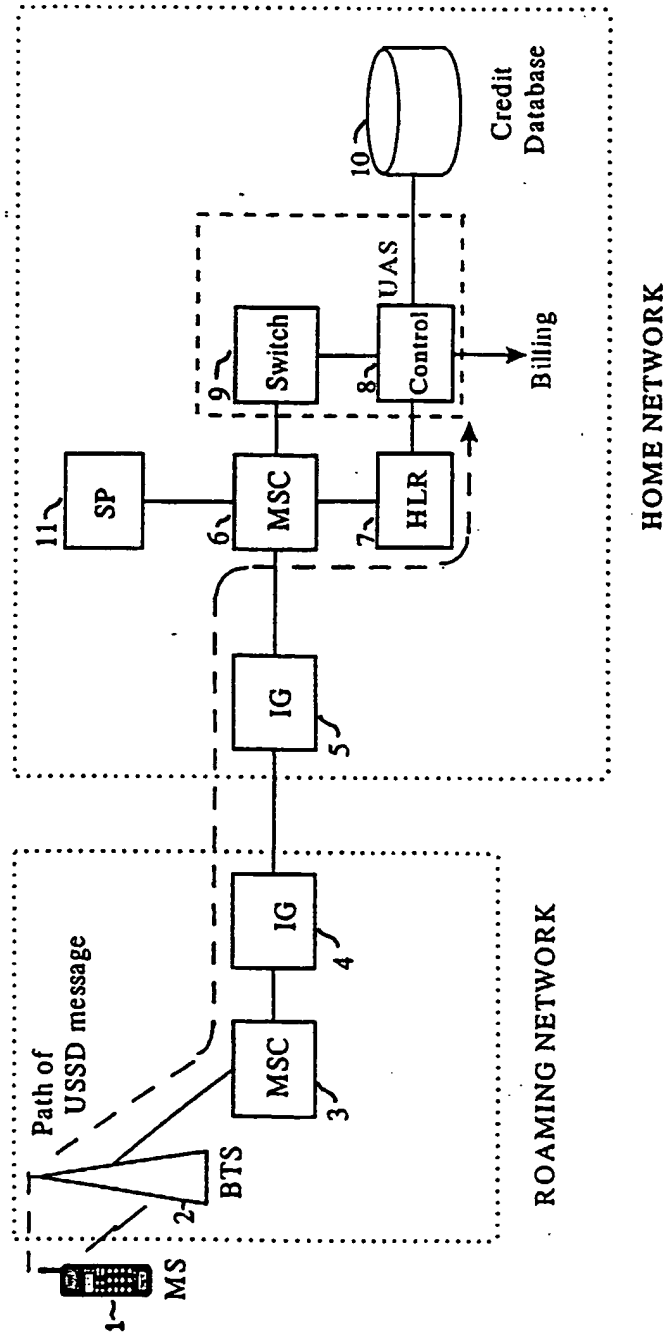 Path of
USSD message
1
MS
2
BTS
MSC
3
IG
4
ROAMING NETWORK
IG
5
11
SP
6
MSC
7
HLR
9
Switch
8
Control
UAS
Billing
10
Credit
Database
HOME NETWORK